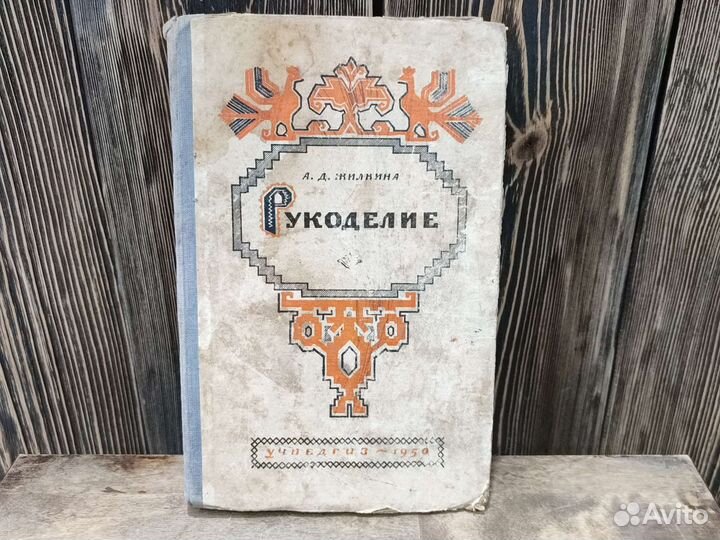 А. Д. ЖИЛКИНА
РУКОДЕЛИЕ
УЧПЕДГИЗ ~ 1950
Avito